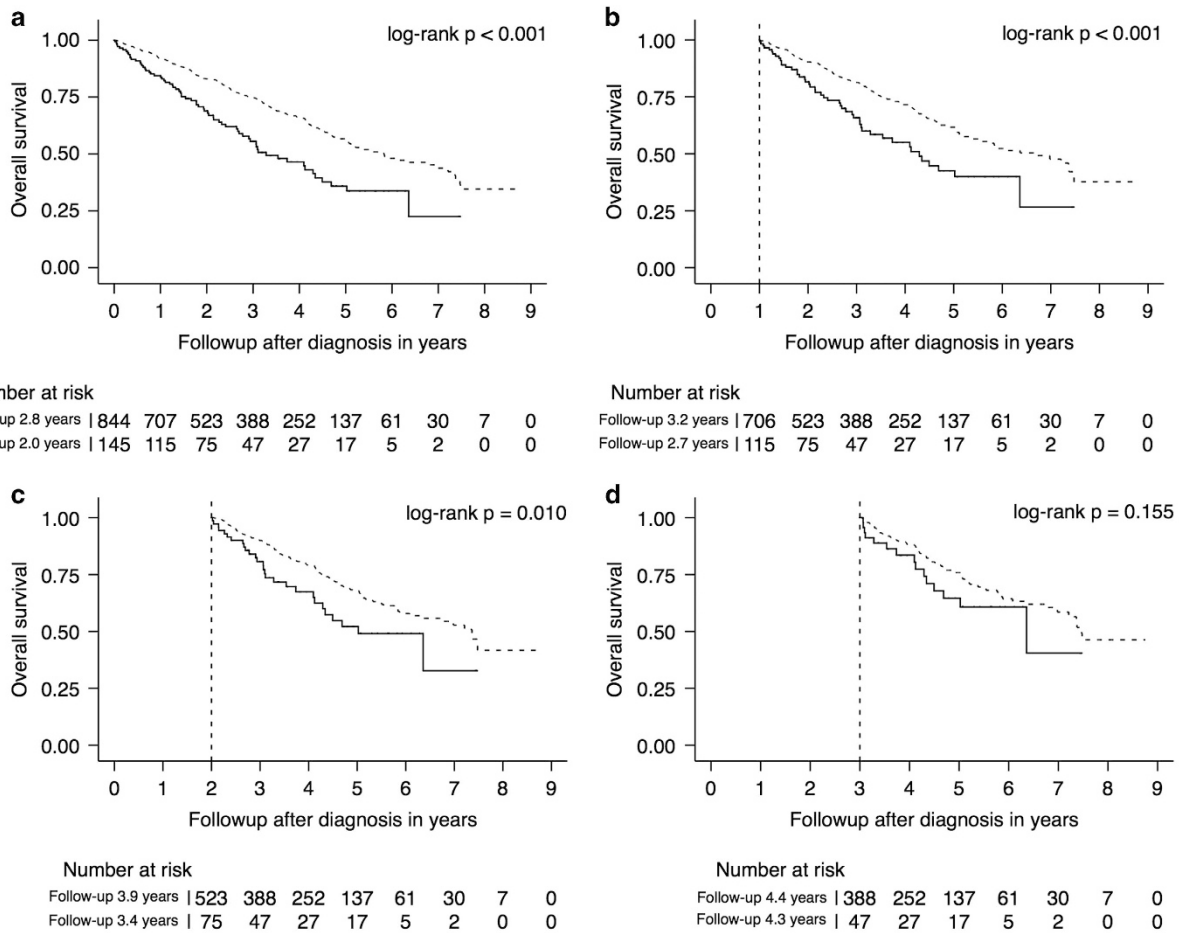 a
log-rank p < 0.001
1.00
0.75
0.50
0.25
0.00
Overall survival
0 1 2 3 4 5 6 7 8 9
Followup after diagnosis in years
mber at risk
up 2.8 years | 844 707 523 388 252 137 61 30 7 0
up 2.0 years | 145 115 75 47 27 17 5 2 0 0
b
log-rank p < 0.001
1.00
0.75
0.50
0.25
0.00
Overall survival
0 1 2 3 4 5 6 7 8 9
Followup after diagnosis in years
Number at risk
Follow-up 3.2 years | 706 523 388 252 137 61 30 7 0
Follow-up 2.7 years | 115 75 47 27 17 5 2 0 0
c
log-rank p = 0.010
1.00
0.75
0.50
0.25
0.00
Overall survival
0 1 2 3 4 5 6 7 8 9
Followup after diagnosis in years
Number at risk
Follow-up 3.9 years | 523 388 252 137 61 30 7 0
Follow-up 3.4 years | 75 47 27 17 5 2 0 0
d
log-rank p = 0.155
1.00
0.75
0.50
0.25
0.00
Overall survival
0 1 2 3 4 5 6 7 8 9
Followup after diagnosis in years
Number at risk
Follow-up 4.4 years | 388 252 137 61 30 7 0
Follow-up 4.3 years | 47 27 17 5 2 0 0